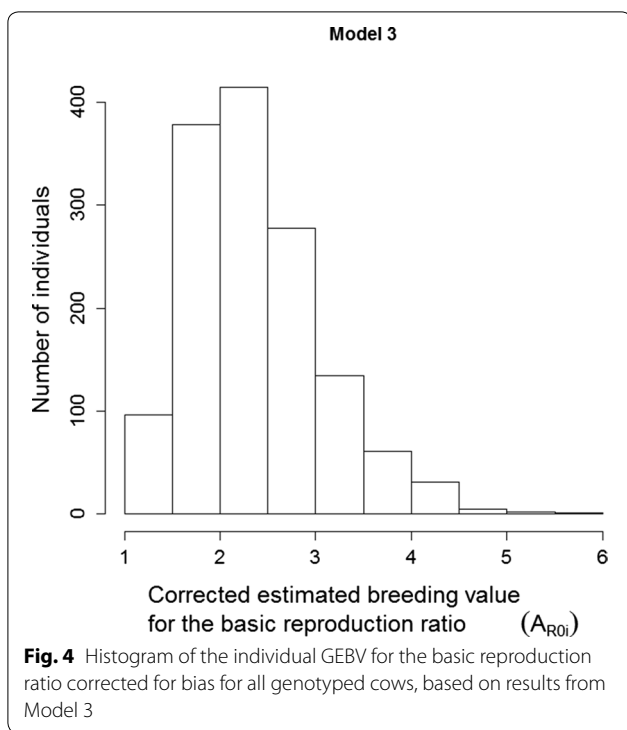 Model 3
Number of individuals
400
300
200
100
0
1 2 3 4 5 6
Corrected estimated breeding value
for the basic reproduction ratio (A_R0i)
Fig. 4 Histogram of the individual GEBV for the basic reproduction
ratio corrected for bias for all genotyped cows, based on results from
Model 3